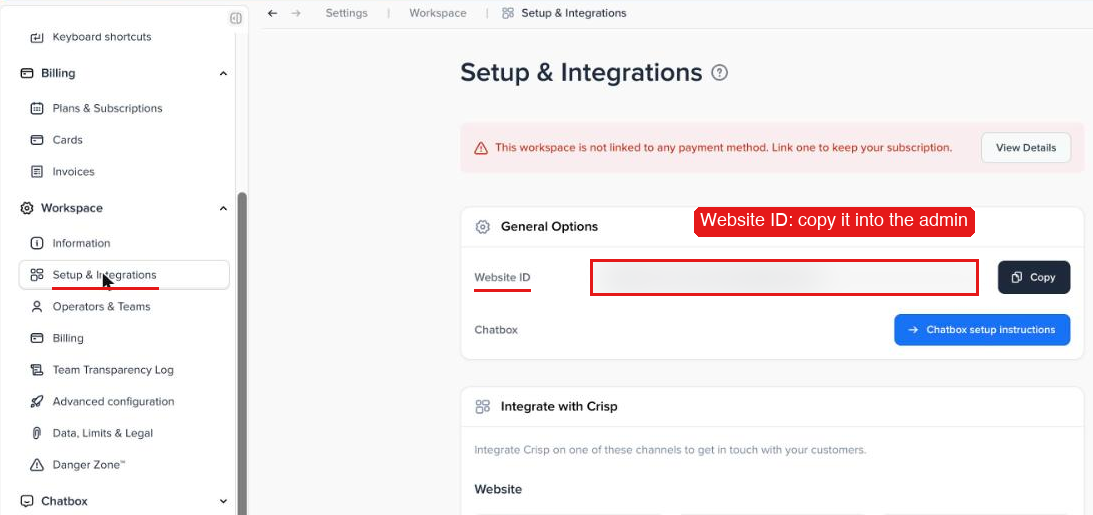 Settings | Workspace | Setup & Integrations
Keyboard shortcuts
Billing
Plans & Subscriptions
Cards
Invoices
Workspace
Information
Setup & Integrations
Operators & Teams
Billing
Team Transparency Log
Advanced configuration
Data, Limits & Legal
Danger Zone™
Chatbox
Setup & Integrations
This workspace is not linked to any payment method. Link one to keep your subscription. View Details
General Options
Website ID: copy it into the admin
Website ID Copy
Chatbox Chatbox setup instructions
Integrate with Crisp
Integrate Crisp on one of these channels to get in touch with your customers.
Website